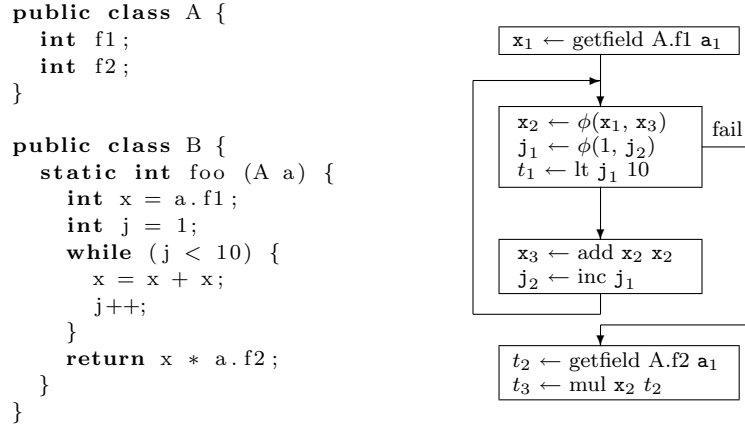 public class A {
int f1;
int f2;
}
public class B {
static int foo (A a) {
int x = a.f1;
int j = 1;
while (j < 10) {
x = x + x;
j++;
}
return x * a.f2;
}
}
x₁ ← getfield A.f1 a₁
x₂ ← ϕ(x₁, x₃)
j₁ ← ϕ(1, j₂)
t₁ ← lt j₁ 10
fail
x₃ ← add x₂ x₂
j₂ ← inc j₁
t₂ ← getfield A.f2 a₁
t₃ ← mul x₂ t₂